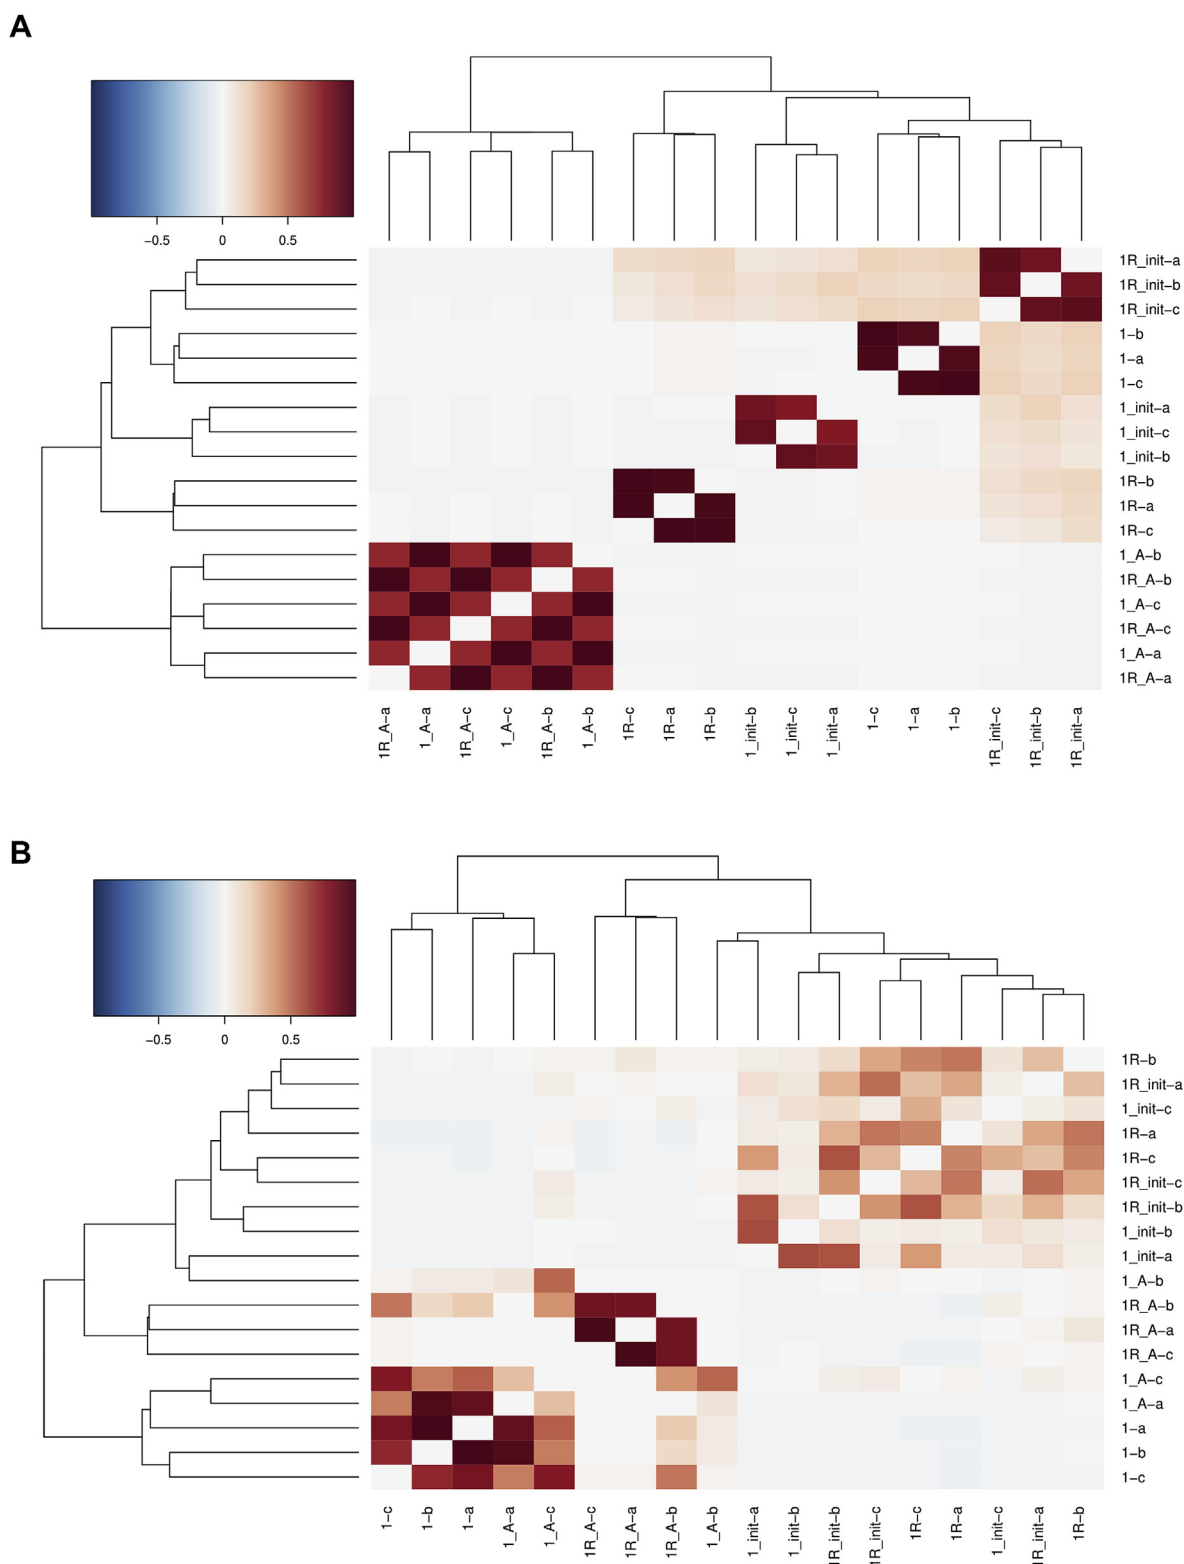 A
−0.5 0 0.5
1R_init−a
1R_init−b
1R_init−c
1−b
1−a
1−c
1_init−a
1_init−c
1_init−b
1R−b
1R−a
1R−c
1_A−b
1R_A−b
1_A−c
1R_A−c
1_A−a
1R_A−a
1R_A−a 1_A−a 1R_A−c 1_A−c 1R_A−b 1_A−b 1R−c 1R−a 1R−b 1_init−b 1_init−c 1_init−a 1−c 1−a 1−b 1R_init−c 1R_init−b 1R_init−a
B
−0.5 0 0.5
1R−b
1R_init−a
1_init−c
1R−a
1R−c
1R_init−c
1R_init−b
1_init−b
1_init−a
1_A−b
1R_A−b
1R_A−a
1R_A−c
1_A−c
1_A−a
1−a
1−b
1−c
1−c 1−b 1−a 1_A−a 1_A−c 1R_A−c 1R_A−a 1R_A−b 1_A−b 1_init−a 1_init−b 1R_init−b 1R_init−c 1R−c 1R−a 1_init−c 1R_init−a 1R−b